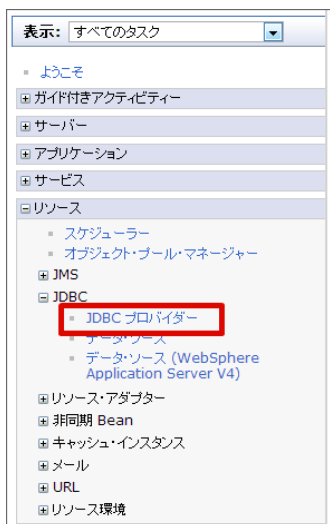 表示: すべてのタスク
ようこそ
ガイド付きアクティビティー
サーバー
アプリケーション
サービス
リソース
スケジューラー
オブジェクト・プール・マネージャー
JMS
JDBC
JDBC プロバイダー
データ・ソース
データ・ソース (WebSphere
Application Server V4)
リソース・アダプター
非同期 Bean
キャッシュ・インスタンス
メール
URL
リソース環境